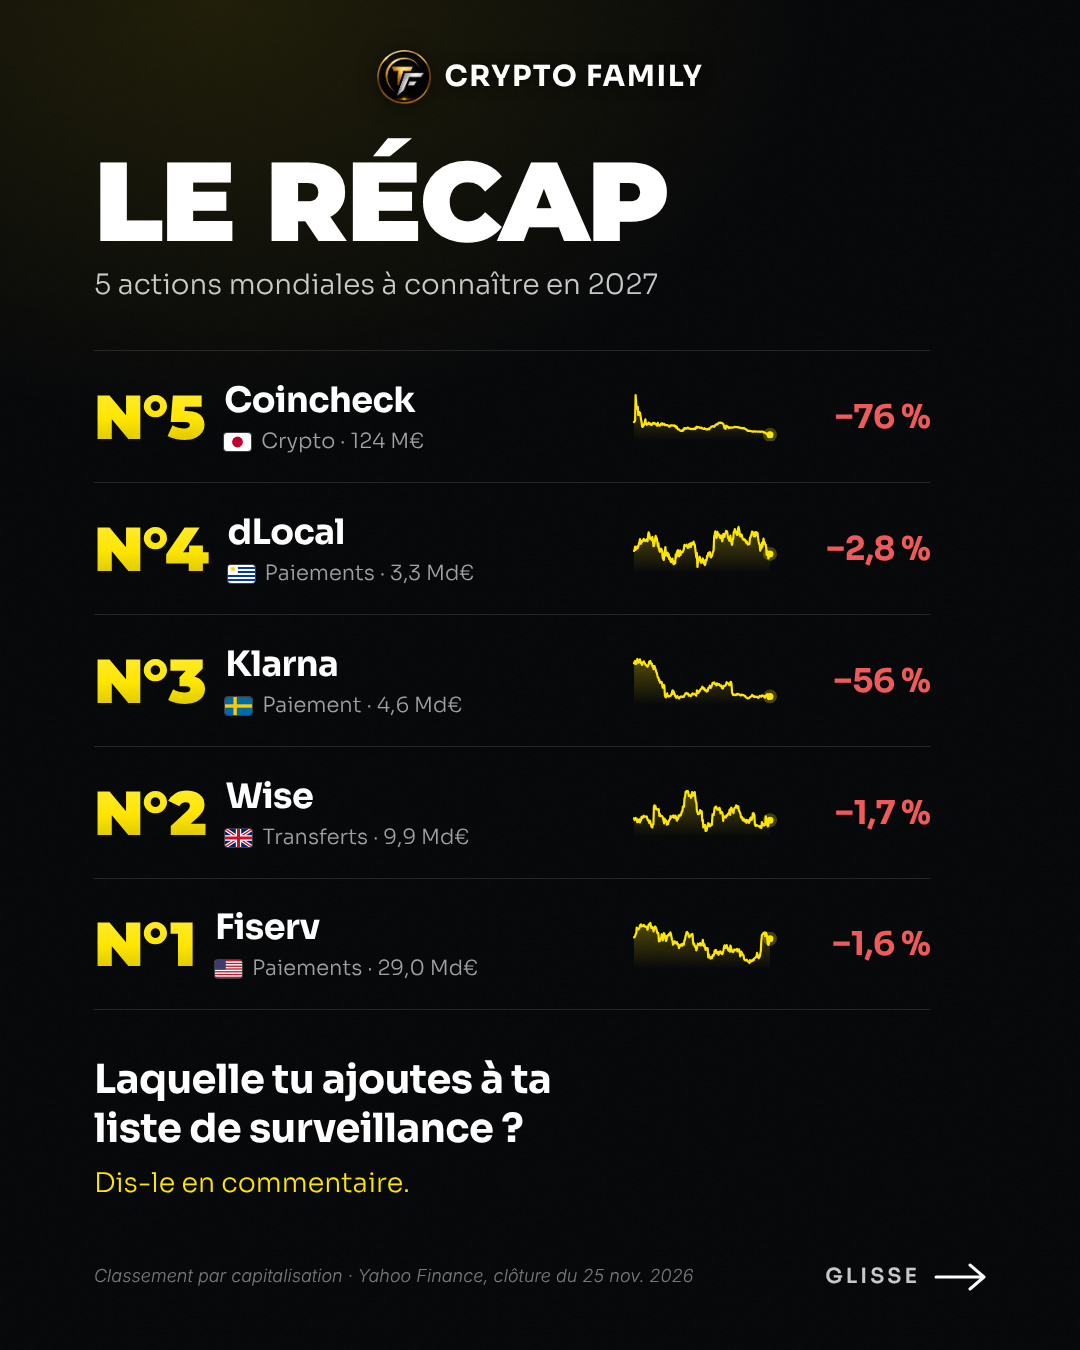 TF CRYPTO FAMILY
LE RÉCAP
5 actions mondiales à connaître en 2027
N°5 Coincheck −76 %
Crypto · 124 M€
N°4 dLocal −2,8 %
Paiements · 3,3 Md€
N°3 Klarna −56 %
Paiement · 4,6 Md€
N°2 Wise −1,7 %
Transferts · 9,9 Md€
N°1 Fiserv −1,6 %
Paiements · 29,0 Md€
Laquelle tu ajoutes à ta
liste de surveillance ?
Dis-le en commentaire.
Classement par capitalisation · Yahoo Finance, clôture du 25 nov. 2026
GLISSE